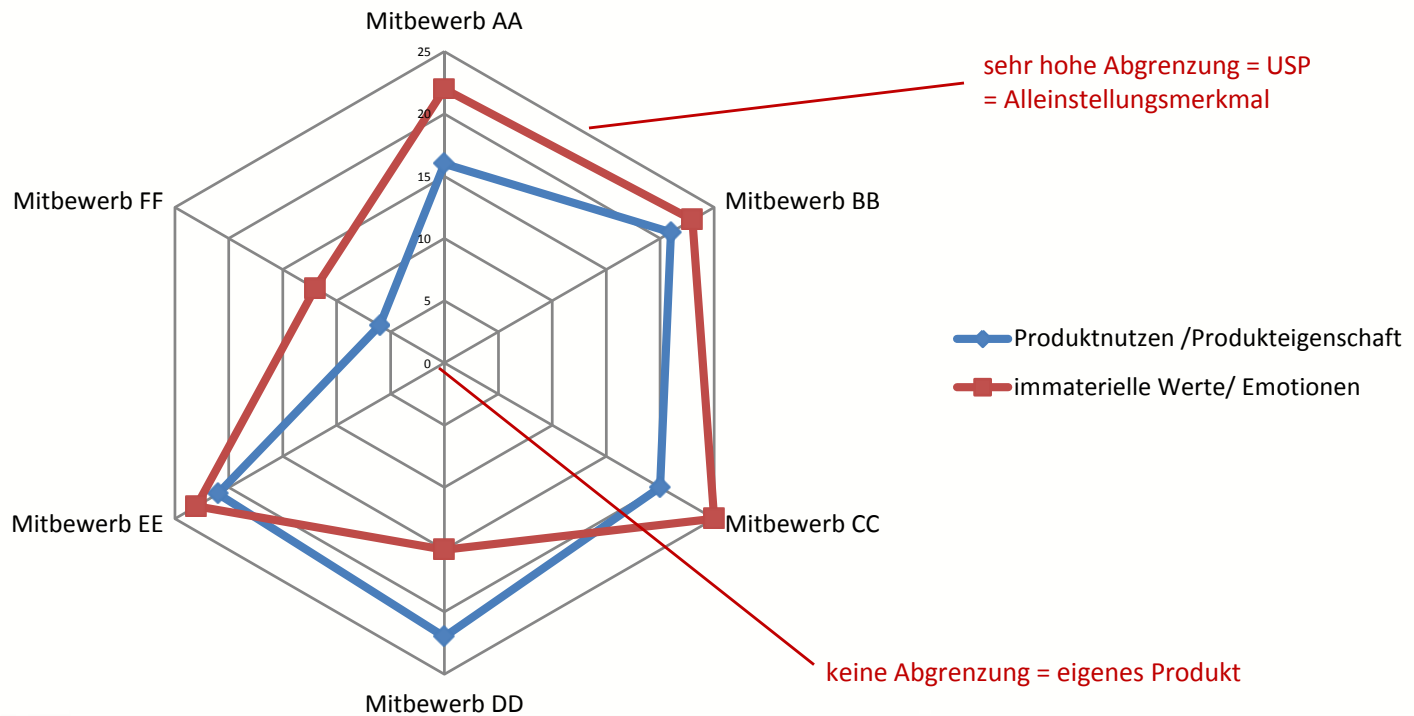 Mitbewerb AA
25
20
15
10
5
0
sehr hohe Abgrenzung = USP
= Alleinstellungsmerkmal
Mitbewerb FF
Mitbewerb BB
Produktnutzen /Produkteigenschaft
immaterielle Werte/ Emotionen
Mitbewerb EE
Mitbewerb CC
keine Abgrenzung = eigenes Produkt
Mitbewerb DD